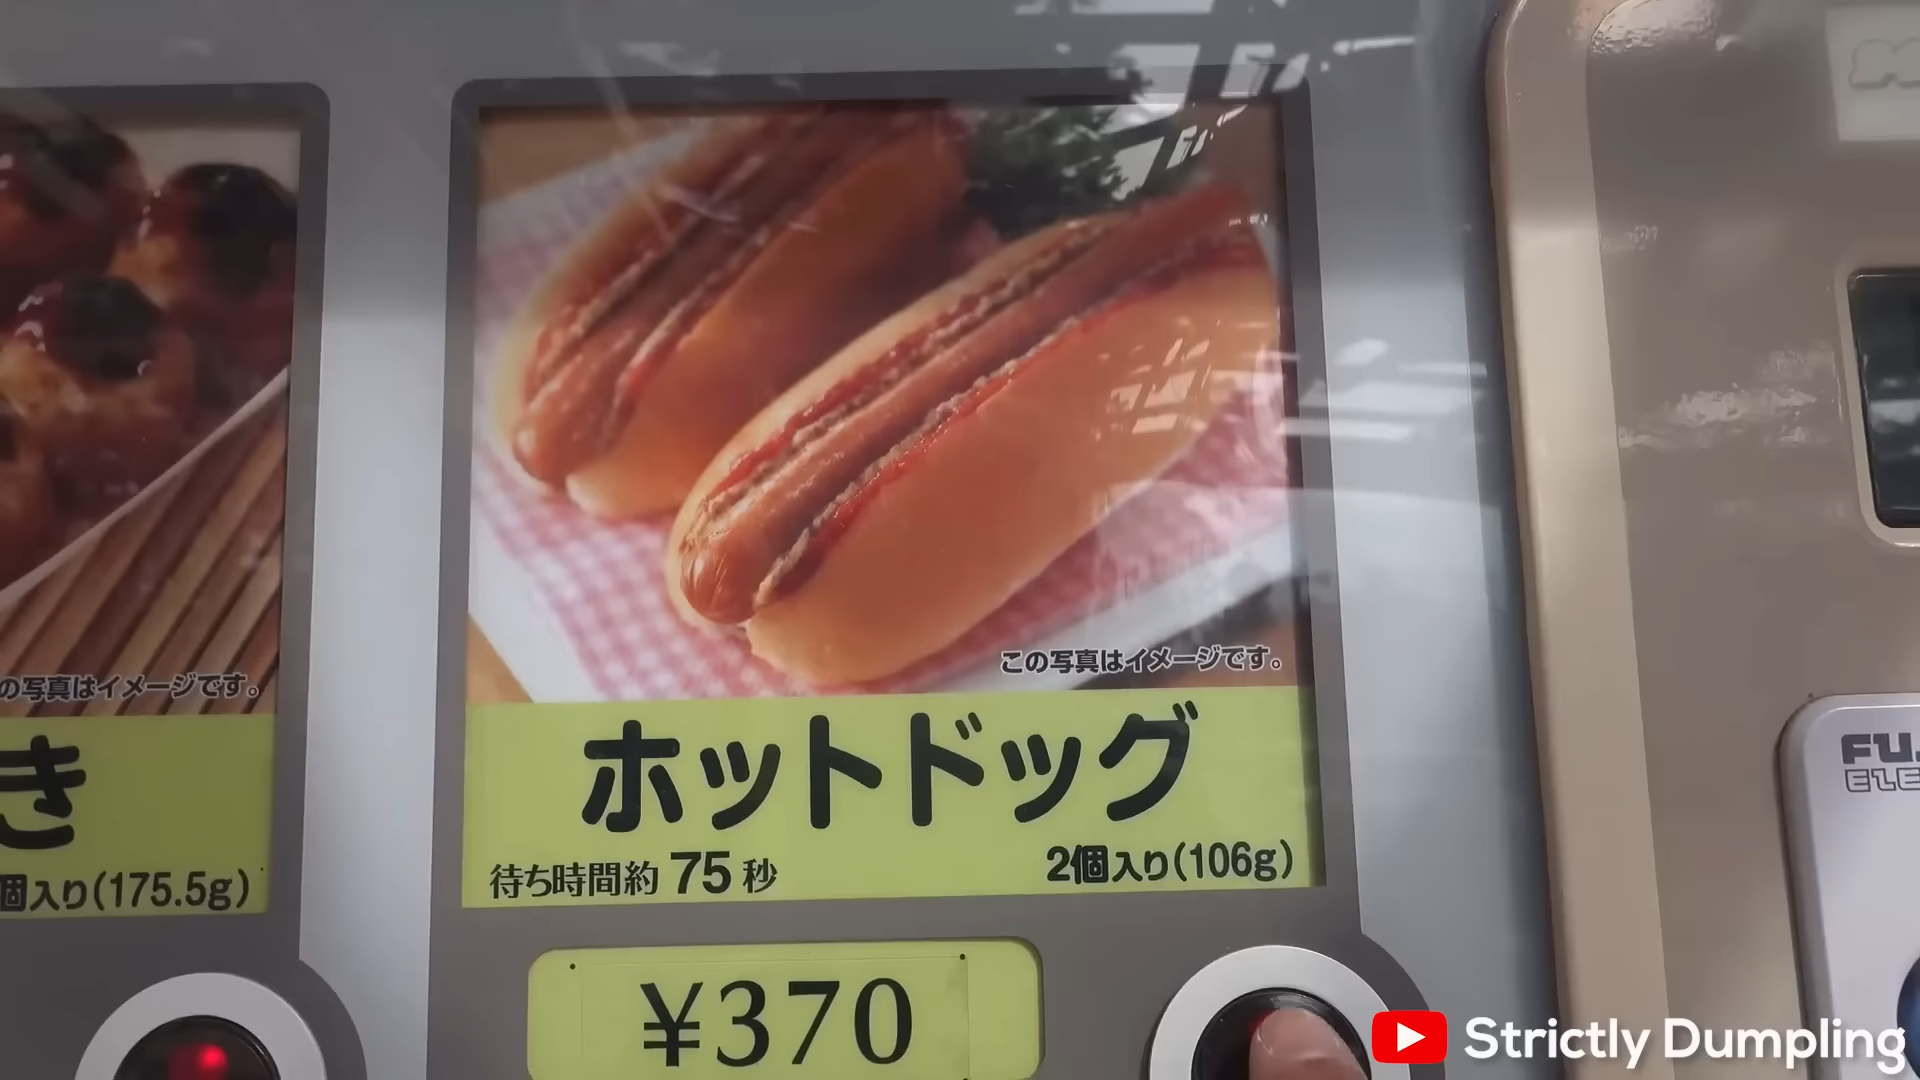 の写真はイメージです。
き
個入り(175.5g)
この写真はイメージです。
ホットドッグ
待ち時間約 75 秒
2個入り(106g)
¥370
FU
ELE
Strictly Dumpling